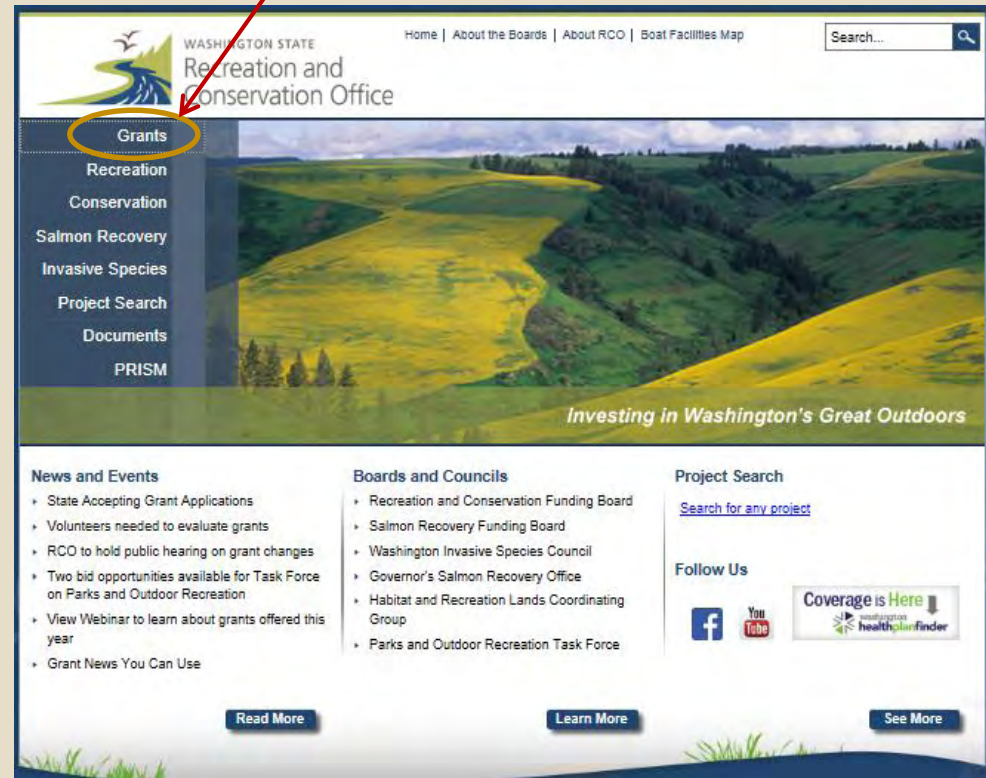 WASHINGTON STATE
Recreation and
Conservation Office
Home | About the Boards | About RCO | Boat Facilities Map
Search...
Grants
Recreation
Conservation
Salmon Recovery
Invasive Species
Project Search
Documents
PRISM
Investing in Washington's Great Outdoors
News and Events
State Accepting Grant Applications
Volunteers needed to evaluate grants
RCO to hold public hearing on grant changes
Two bid opportunities available for Task Force
on Parks and Outdoor Recreation
View Webinar to learn about grants offered this
year
Grant News You Can Use
Read More
Boards and Councils
Recreation and Conservation Funding Board
Salmon Recovery Funding Board
Washington Invasive Species Council
Governor's Salmon Recovery Office
Habitat and Recreation Lands Coordinating
Group
Parks and Outdoor Recreation Task Force
Learn More
Project Search
Search for any project
Follow Us
f
You
Tube
Coverage is Here
washington
healthplanfinder
See More